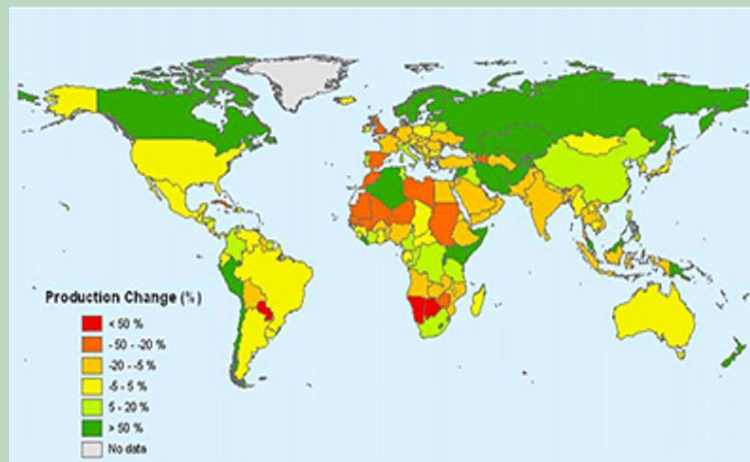 Production Change (%)
< 50 %
-50 - -20 %
-20 - -5 %
-5 - 5 %
5 - 20 %
> 50 %
No data